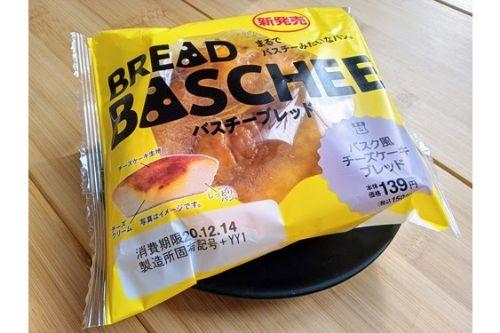 新発売
まるで
バスチーみたいなパン。
BREAD
BASCHEE
バスチーブレッド
バスク風
チーズケーキ
ブレッド
本体
価格
139円
チーズケーキ生地
チーズ
クリーム
写真はイメージです。
消費期限20.12.14
製造所固有記号+YY1